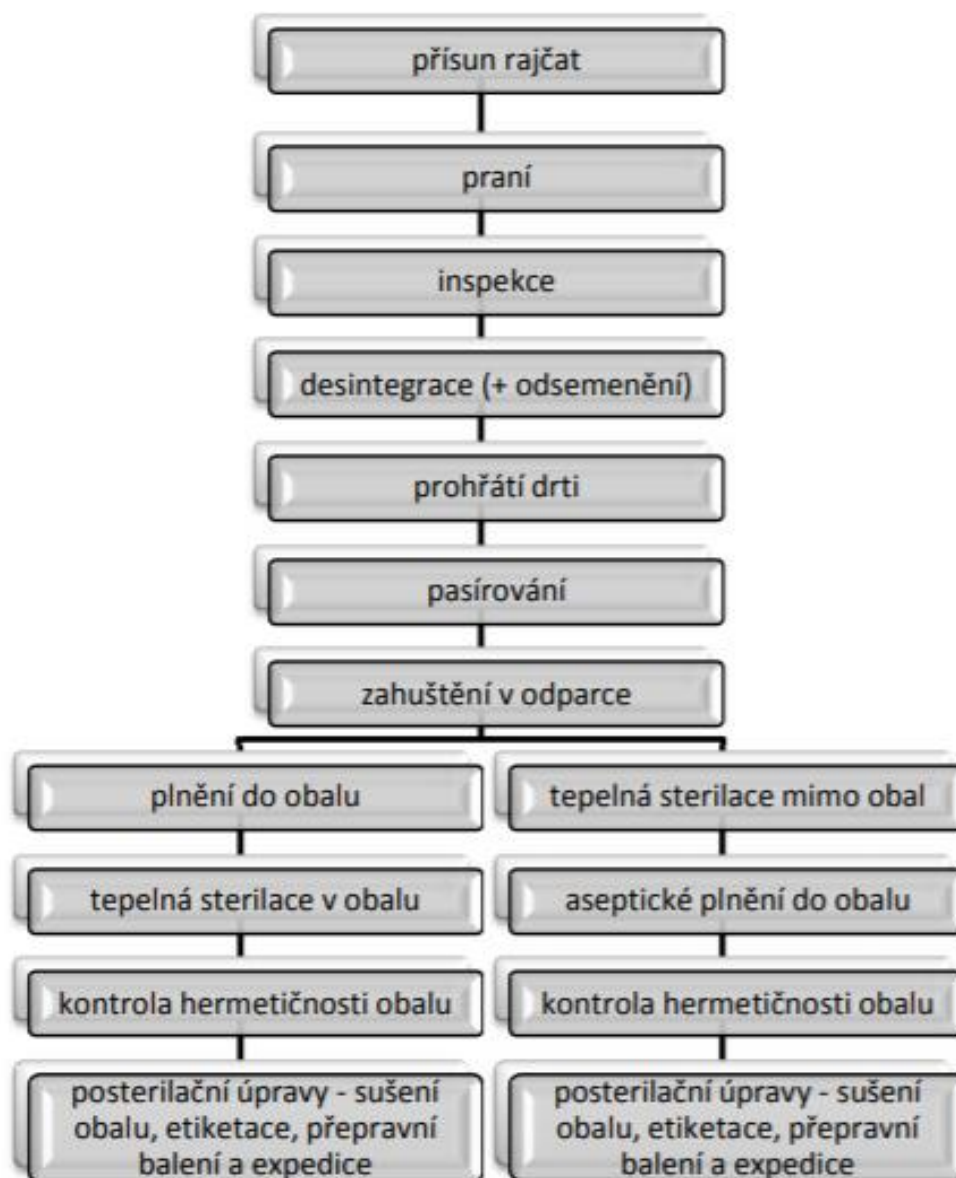 přísun rajčat
praní
inspekce
desintegrace (+ odsemenění)
prohřátí drti
pasírování
zahuštění v odparce
plnění do obalu
tepelná sterilace v obalu
kontrola hermetičnosti obalu
posterilační úpravy - sušení
obalu, etiketace, přepravní
balení a expedice
tepelná sterilace mimo obal
aseptické plnění do obalu
kontrola hermetičnosti obalu
posterilační úpravy - sušení
obalu, etiketace, přepravní
balení a expedice